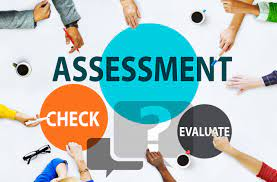 ASSESSMENT
CHECK
?
EVALUATE